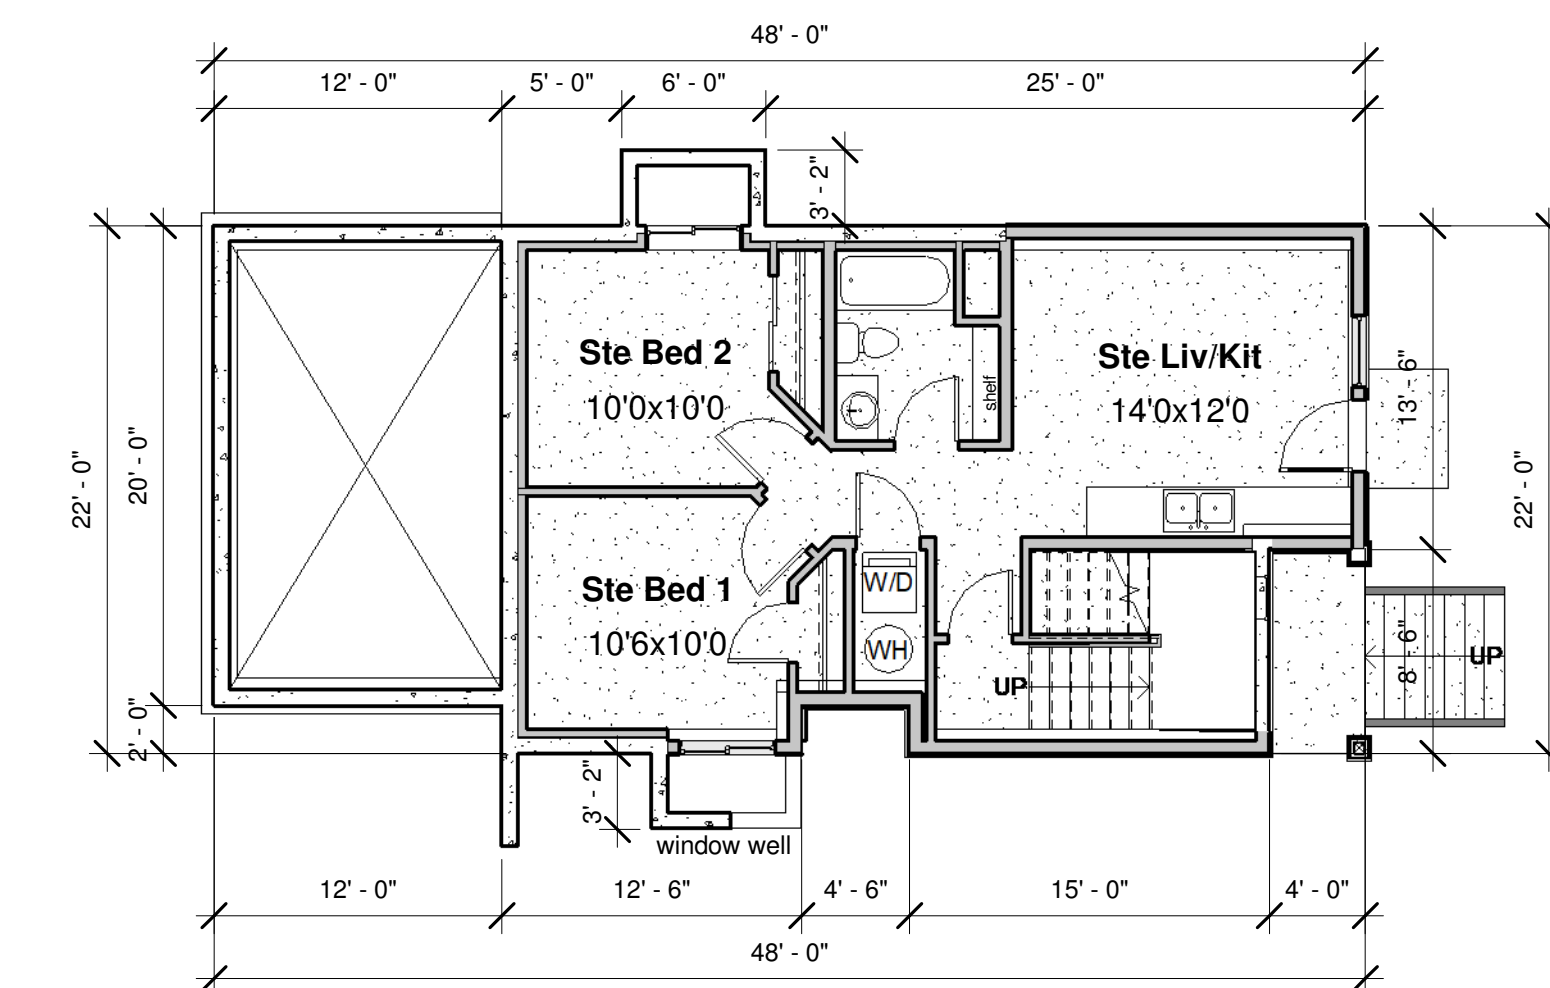 48' - 0"
12' - 0"
5' - 0"
6' - 0"
25' - 0"
3' - 2"
Ste Bed 2
10'0x10'0
shelf
Ste Liv/Kit
14'0x12'0
13' - 6"
22' - 0"
20' - 0"
22' - 0"
Ste Bed 1
10'6x10'0
W/D
WH
UP
8' - 6"
UP
2' - 0"
3' - 2"
window well
12' - 0"
12' - 6"
4' - 6"
15' - 0"
4' - 0"
48' - 0"